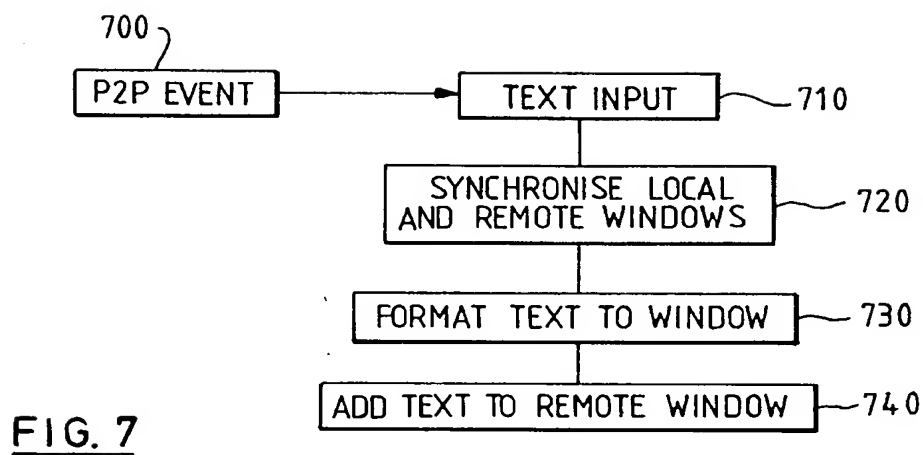 700
P2P EVENT
TEXT INPUT
710
SYNCHRONISE LOCAL
AND REMOTE WINDOWS
720
FORMAT TEXT TO WINDOW
730
ADD TEXT TO REMOTE WINDOW
740
FIG. 7